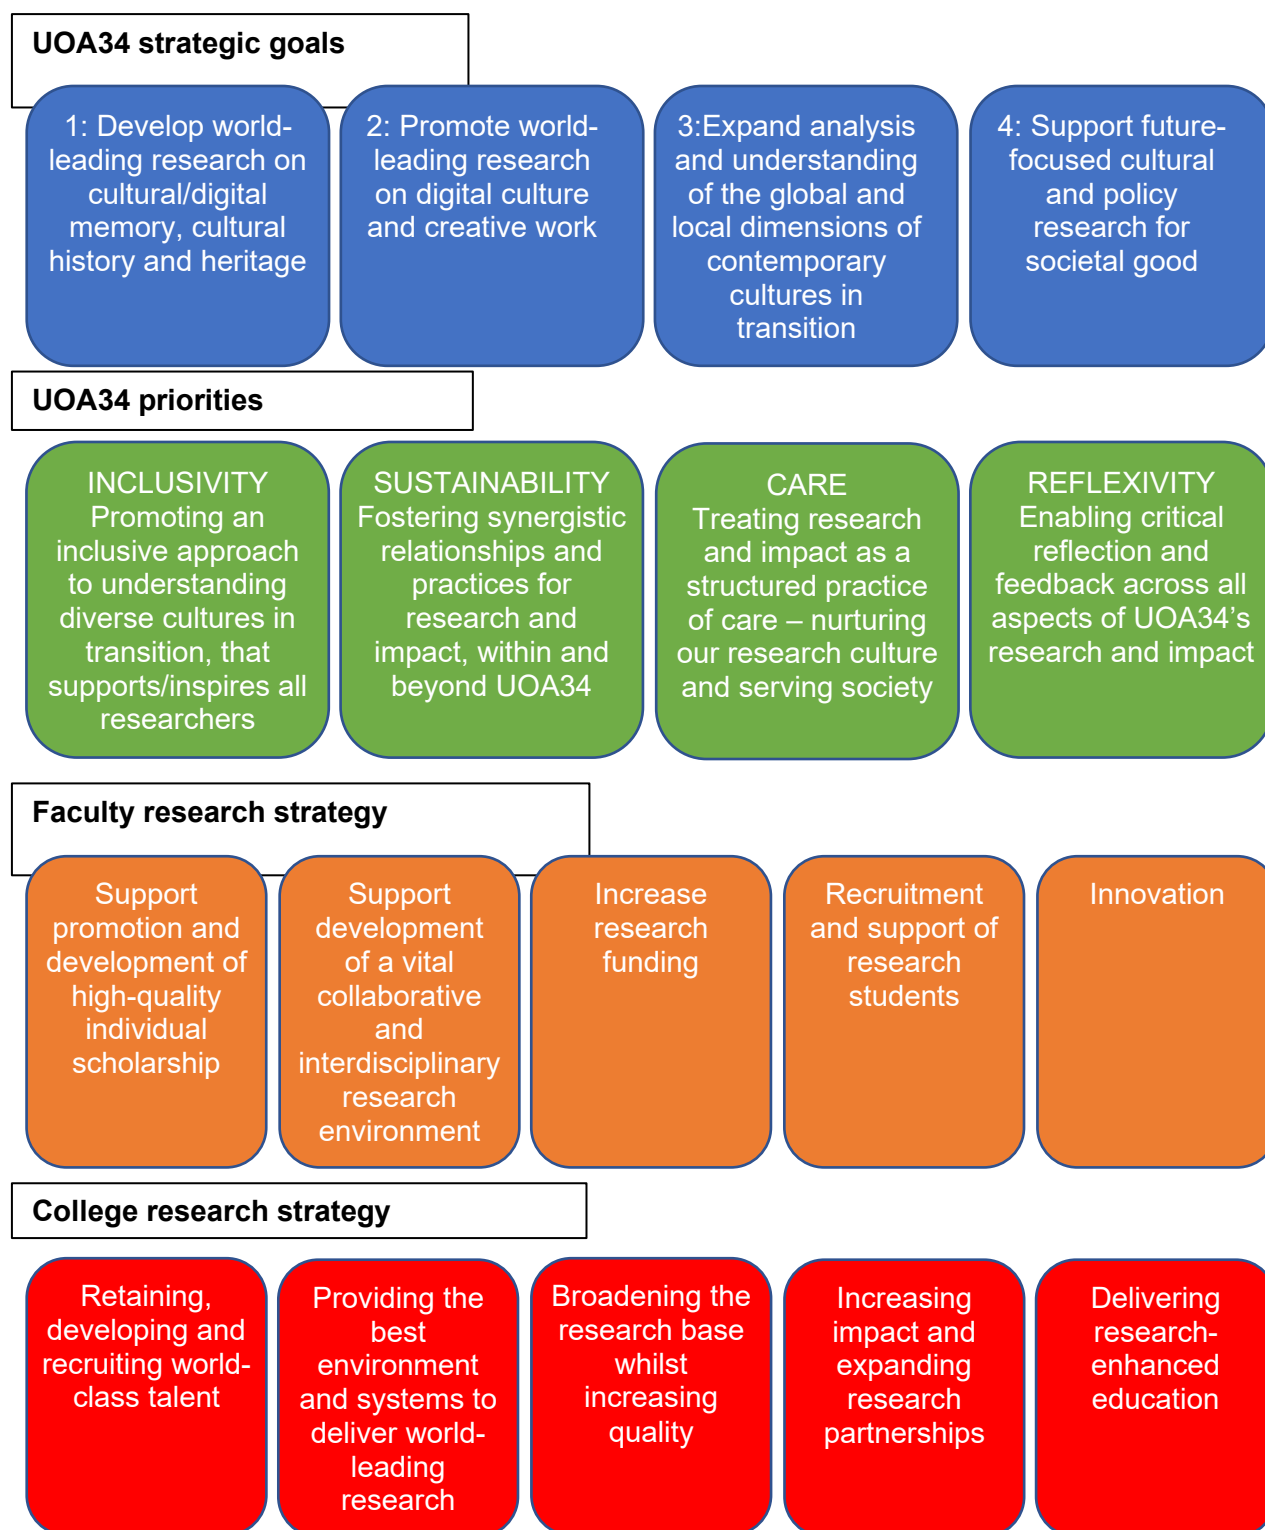 UOA34 strategic goals
1: Develop world-
leading research on
cultural/digital
memory, cultural
history and heritage
2: Promote world-
leading research
on digital culture
and creative work
3:Expand analysis
and understanding
of the global and
local dimensions of
contemporary
cultures in
transition
4: Support future-
focused cultural
and policy
research for
societal good
UOA34 priorities
INCLUSIVITY
Promoting an
inclusive approach
to understanding
diverse cultures in
transition, that
supports/inspires all
researchers
SUSTAINABILITY
Fostering synergistic
relationships and
practices for
research and
impact, within and
beyond UOA34
CARE
Treating research
and impact as a
structured practice
of care – nurturing
our research culture
and serving society
REFLEXIVITY
Enabling critical
reflection and
feedback across all
aspects of UOA34’s
research and impact
Faculty research strategy
Support
promotion and
development of
high-quality
individual
scholarship
Support
development
of a vital
collaborative
and
interdisciplinary
research
environment
Increase
research
funding
Recruitment
and support of
research
students
Innovation
College research strategy
Retaining,
developing and
recruiting world-
class talent
Providing the
best
environment
and systems to
deliver world-
leading
research
Broadening the
research base
whilst
increasing
quality
Increasing
impact and
expanding
research
partnerships
Delivering
research-
enhanced
education